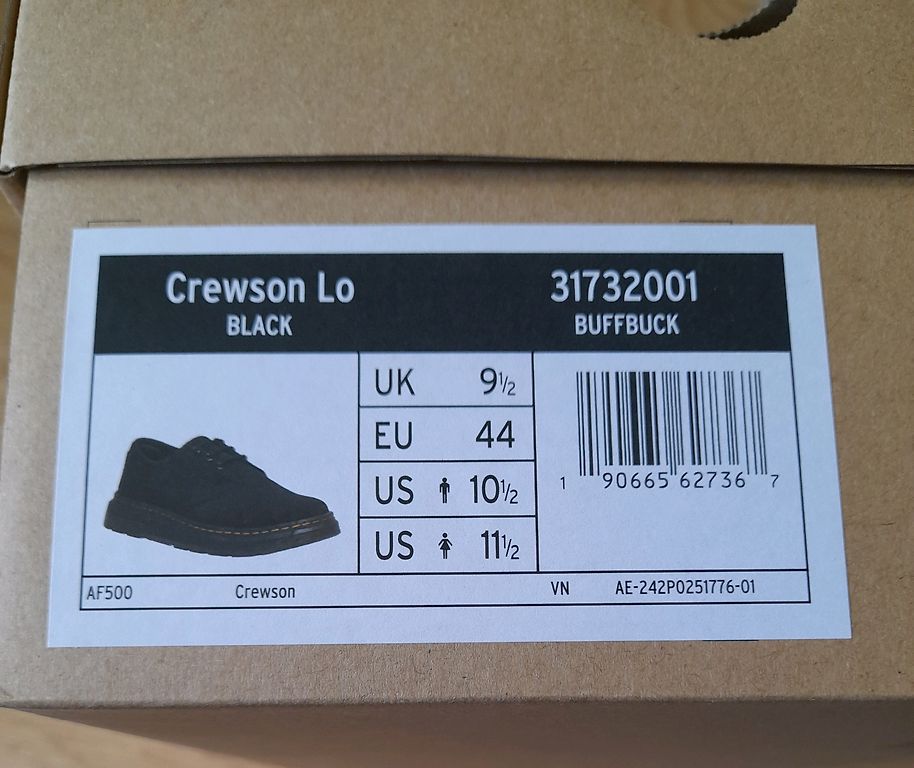 Crewson Lo 31732001
BLACK BUFFBUCK
UK 9½
EU 44
US 10½
US 11½
1 90665 62736 7
AF500 Crewson VN AE-242P0251776-01